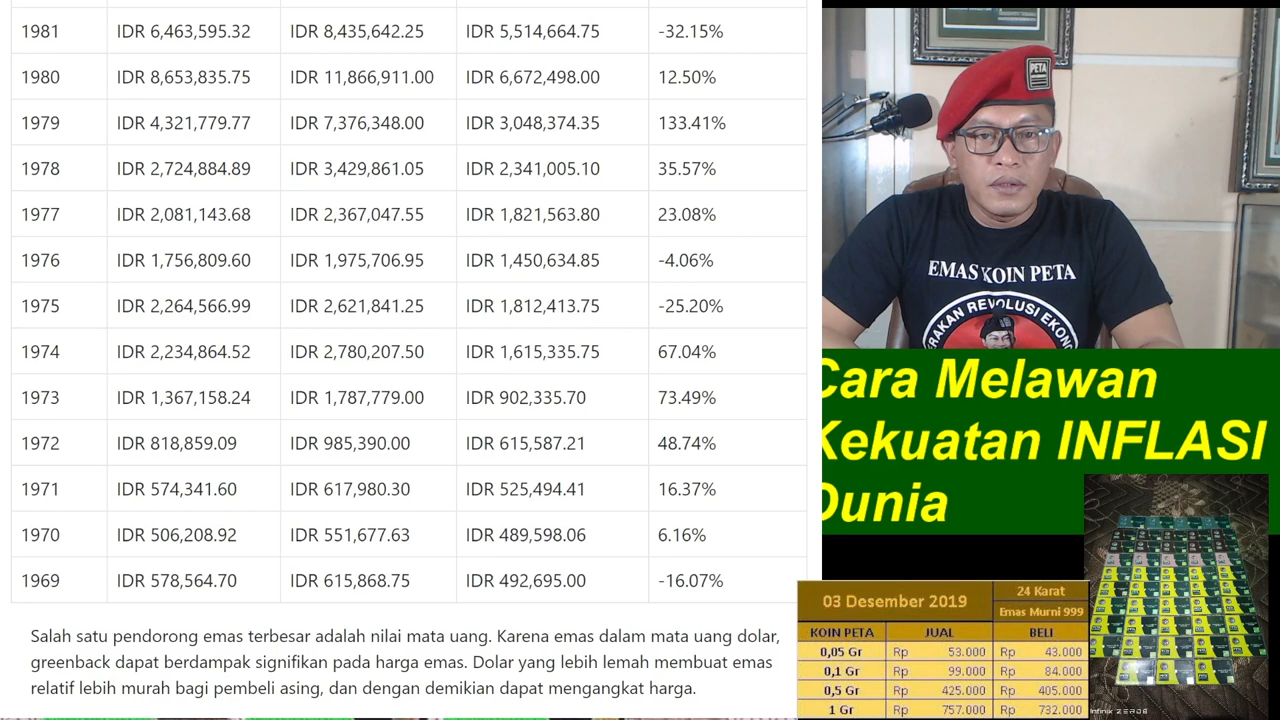 1981 IDR 6,463,595.32 IDR 8,435,642.25 IDR 5,514,664.75 -32.15%
1980 IDR 8,653,835.75 IDR 11,866,911.00 IDR 6,672,498.00 12.50%
1979 IDR 4,321,779.77 IDR 7,376,348.00 IDR 3,048,374.35 133.41%
1978 IDR 2,724,884.89 IDR 3,429,861.05 IDR 2,341,005.10 35.57%
1977 IDR 2,081,143.68 IDR 2,367,047.55 IDR 1,821,563.80 23.08%
1976 IDR 1,756,809.60 IDR 1,975,706.95 IDR 1,450,634.85 -4.06%
1975 IDR 2,264,566.99 IDR 2,621,841.25 IDR 1,812,413.75 -25.20%
1974 IDR 2,234,864.52 IDR 2,780,207.50 IDR 1,615,335.75 67.04%
1973 IDR 1,367,158.24 IDR 1,787,779.00 IDR 902,335.70 73.49%
1972 IDR 818,859.09 IDR 985,390.00 IDR 615,587.21 48.74%
1971 IDR 574,341.60 IDR 617,980.30 IDR 525,494.41 16.37%
1970 IDR 506,208.92 IDR 551,677.63 IDR 489,598.06 6.16%
1969 IDR 578,564.70 IDR 615,868.75 IDR 492,695.00 -16.07%
Salah satu pendorong emas terbesar adalah nilai mata uang. Karena emas dalam mata uang dolar,
greenback dapat berdampak signifikan pada harga emas. Dolar yang lebih lemah membuat emas
relatif lebih murah bagi pembeli asing, dan dengan demikian dapat mengangkat harga.
PETA
EMAS KOIN PETA
ERAKAN REVOLUSI EKONO
Cara Melawan
Kekuatan INFLASI
Dunia
03 Desember 2019 24 Karat
Emas Murni 999
KOIN PETA JUAL BELI
0,05 Gr Rp 53.000 Rp 43.000
0,1 Gr Rp 99.000 Rp 84.000
0,5 Gr Rp 425.000 Rp 405.000
1 Gr Rp 757.000 Rp 732.000
Infinix ZERO8